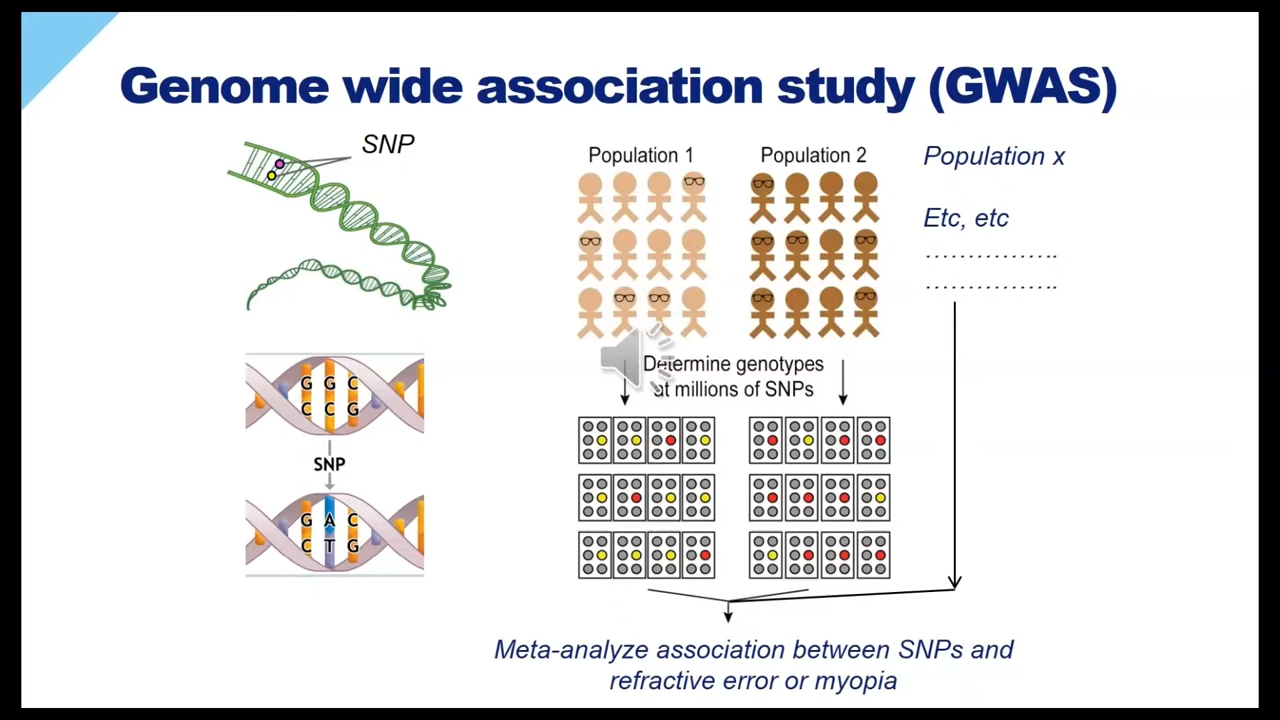 Genome wide association study (GWAS)
SNP
G G C
C C G
SNP
G A C
C T G
Population 1
Population 2
Population x
Etc, etc
................
................
Determine genotypes
at millions of SNPs
Meta-analyze association between SNPs and
refractive error or myopia